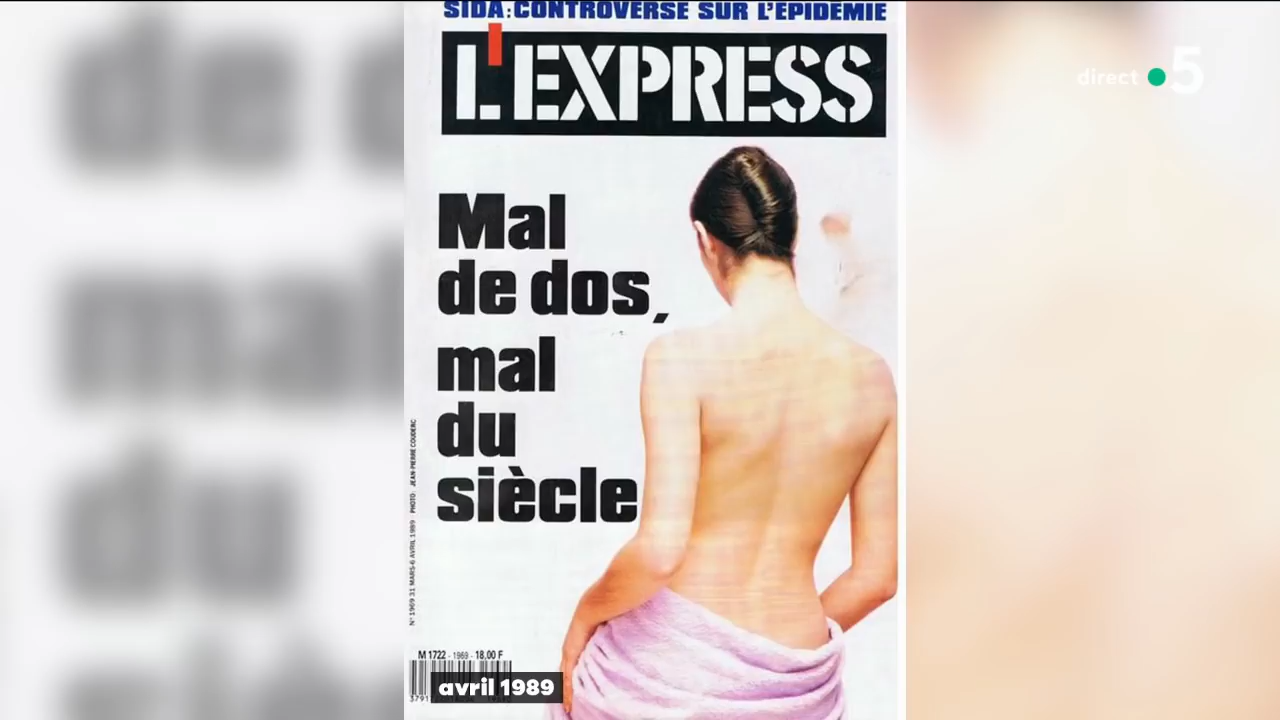 SIDA: CONTROVERSE SUR L'EPIDEMIE
L'EXPRESS
direct 5
Mal
de dos,
mal
du
siècle
N° 1969 31 MARS-6 AVRIL 1989 PHOTO: JEAN-PIERRE COUDERC
M 1722 - 1969 - 18,00 F
avril 1989